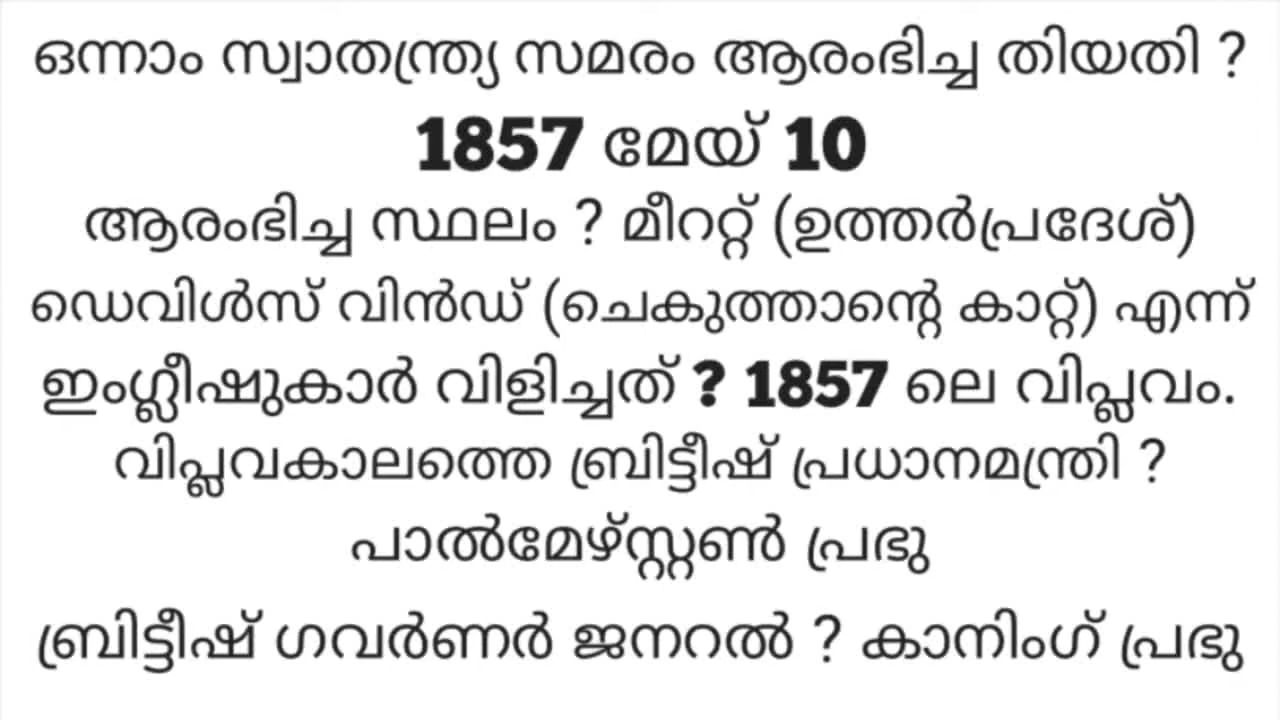 ഒന്നാം സ്വാതന്ത്ര്യ സമരം ആരംഭിച്ച തിയതി ?
1857 മേയ് 10
ആരംഭിച്ച സ്ഥലം ? മീററ്റ് (ഉത്തർപ്രദേശ്)
ഡെവിൾസ് വിൻഡ് (ചെകുത്താന്റെ കാറ്റ്) എന്ന്
ഇംഗ്ലീഷുകാർ വിളിച്ചത് ? 1857 ലെ വിപ്ലവം.
വിപ്ലവകാലത്തെ ബ്രിട്ടീഷ് പ്രധാനമന്ത്രി ?
പാൽമേഴ്സ്റ്റൺ പ്രഭു
ബ്രിട്ടീഷ് ഗവർണർ ജനറൽ ? കാനിംഗ് പ്രഭു